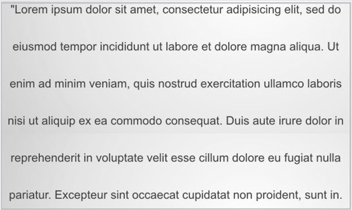 "Lorem ipsum dolor sit amet, consectetur adipisicing elit, sed do
eiusmod tempor incididunt ut labore et dolore magna aliqua. Ut
enim ad minim veniam, quis nostrud exercitation ullamco laboris
nisi ut aliquip ex ea commodo consequat. Duis aute irure dolor in
reprehenderit in voluptate velit esse cillum dolore eu fugiat nulla
pariatur. Excepteur sint occaecat cupidatat non proident, sunt in.